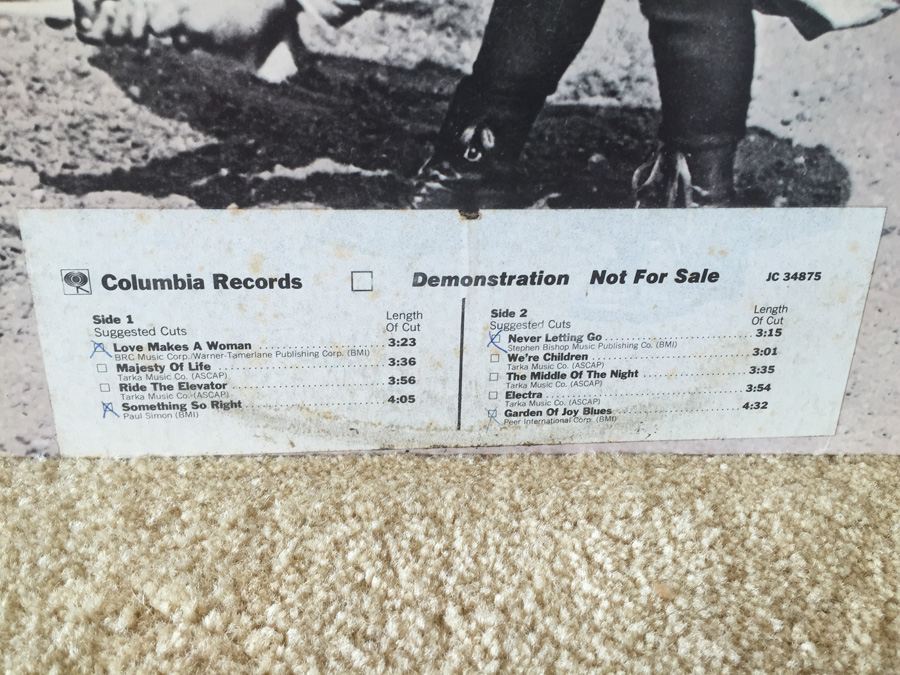 Columbia Records Demonstration Not For Sale JC 34875
Side 1
Suggested Cuts Length Of Cut
Love Makes A Woman 3:23
BRC Music Corp./Warner-Tamerlane Publishing Corp. (BMI)
Majesty Of Life 3:36
Tarka Music Co. (ASCAP)
Ride The Elevator 3:56
Tarka Music Co. (ASCAP)
Something So Right 4:05
Paul Simon (BMI)
Side 2
Suggested Cuts Length Of Cut
Never Letting Go 3:15
Stephen Bishop Music Publishing Co. (BMI)
We're Children 3:01
Tarka Music Co. (ASCAP)
The Middle Of The Night 3:35
Tarka Music Co. (ASCAP)
Electra 3:54
Tarka Music Co. (ASCAP)
Garden Of Joy Blues 4:32
Peer International Corp. (BMI)